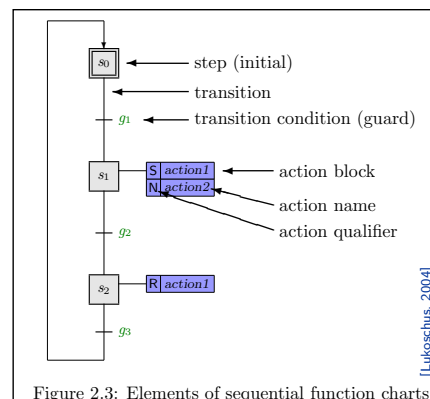 s0
step (initial)
transition
g1
transition condition (guard)
s1
S action1
N action2
action block
action name
action qualifier
g2
s2
R action1
g3
[Lukoschus, 2004]
Figure 2.3: Elements of sequential function charts